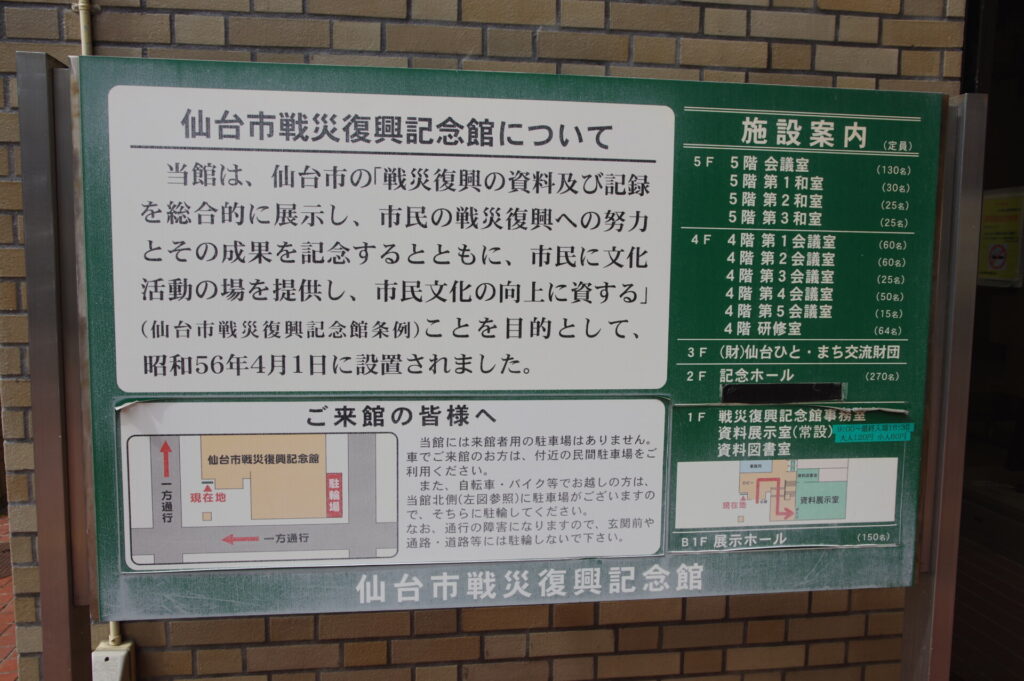 仙台市戦災復興記念館について
当館は、仙台市の「戦災復興の資料及び記録
を総合的に展示し、市民の戦災復興への努力
とその成果を記念するとともに、市民に文化
活動の場を提供し、市民文化の向上に資する」
(仙台市戦災復興記念館条例)ことを目的として、
昭和56年4月1日に設置されました。
ご来館の皆様へ
仙台市戦災復興記念館
現在地
駐輪場
一方通行
一方通行
当館には来館者用の駐車場はありません。
車でご来館のお方は、付近の民間駐車場をご
利用ください。
また、自転車・バイク等でお越しの方は、
当館北側(左図参照)に駐車場がございますの
で、そちらに駐輪してください。
なお、通行の障害になりますので、玄関前や
通路・道路等には駐輪しないで下さい。
施設案内 (定員)
5F 5階 会議室 (130名)
5階 第1和室 (30名)
5階 第2和室 (25名)
5階 第3和室 (25名)
4F 4階 第1会議室 (60名)
4階 第2会議室 (60名)
4階 第3会議室 (25名)
4階 第4会議室 (50名)
4階 第5会議室 (15名)
4階 研修室 (64名)
3F (財)仙台ひと・まち交流財団
2F 記念ホール (270名)
1F 戦災復興記念館事務室
資料展示室(常設)
大人120円 小人60円
資料図書室
資料展示室
現在地
B1F 展示ホール (150名)
仙台市戦災復興記念館